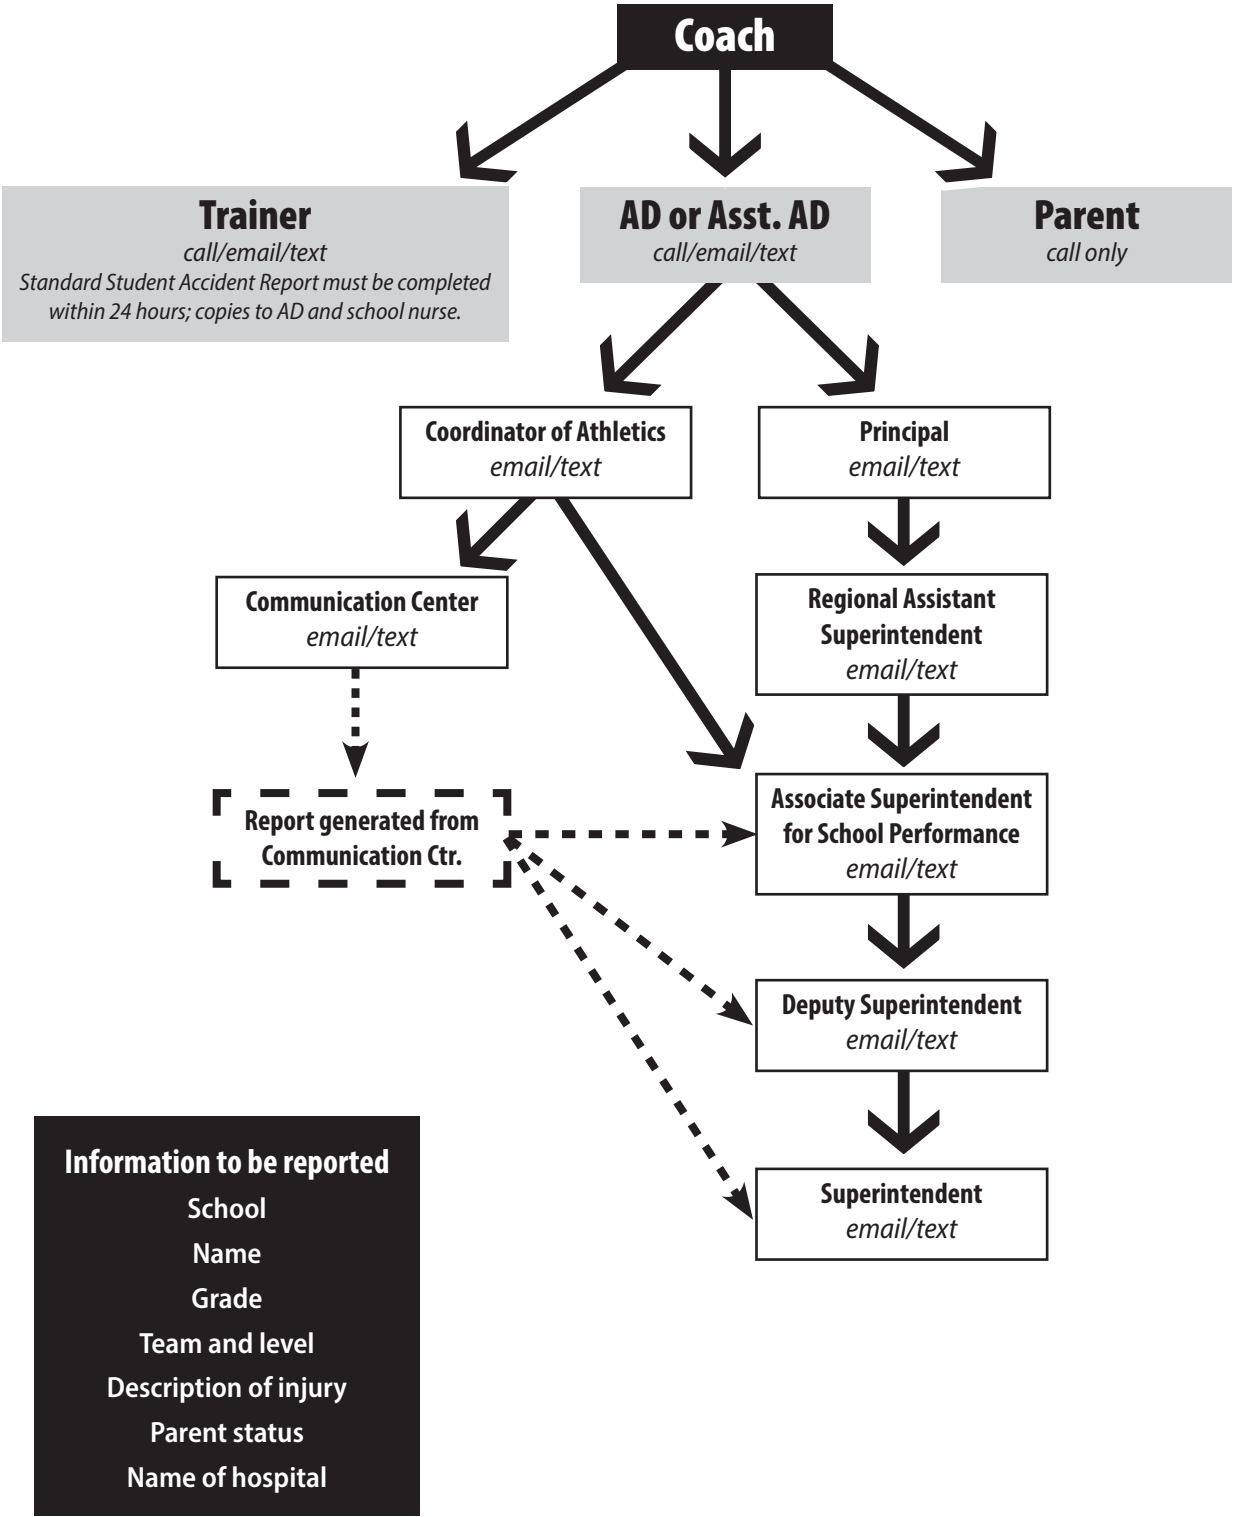 Coach
Trainer
call/email/text
Standard Student Accident Report must be completed
within 24 hours; copies to AD and school nurse.
AD or Asst. AD
call/email/text
Parent
call only
Coordinator of Athletics
email/text
Principal
email/text
Communication Center
email/text
Regional Assistant
Superintendent
email/text
Report generated from
Communication Ctr.
Associate Superintendent
for School Performance
email/text
Deputy Superintendent
email/text
Superintendent
email/text
Information to be reported
School
Name
Grade
Team and level
Description of injury
Parent status
Name of hospital